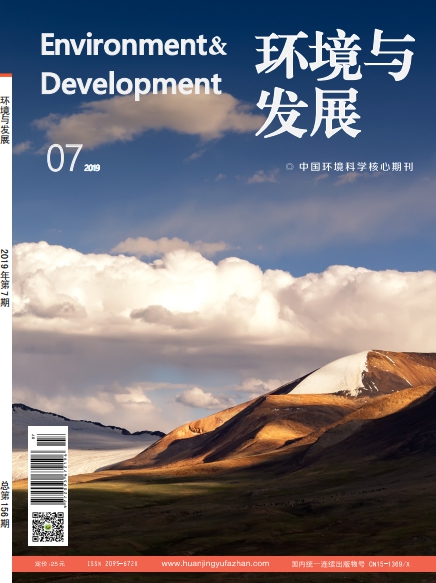 Environment&
Development
环境与
发展
07 2019
◎ 中国环境科学核心期刊
环境与发展
2019年第7期
总第156期
定价:25元
ISSN 2095-672X
www.huanjingyufazhan.com
国内统一连续出版物号 CN15-1369/X